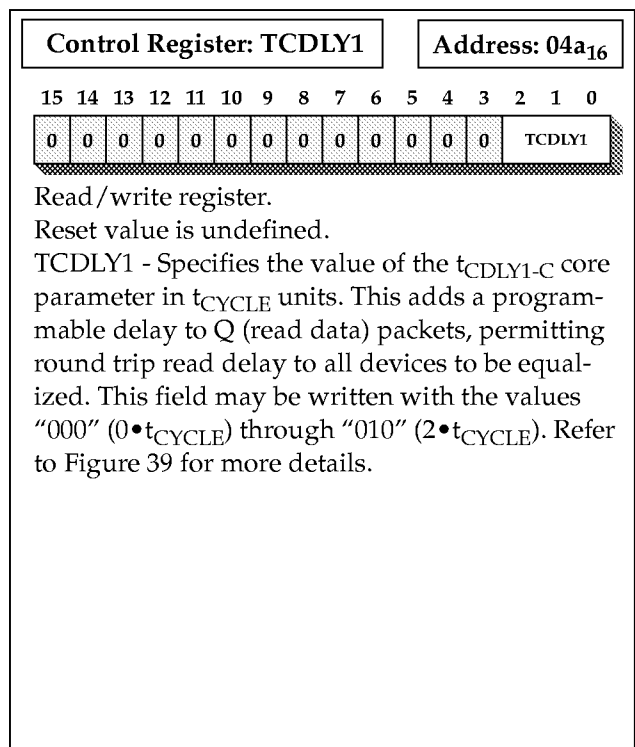 Control Register: TCDLY1 Address: 04a16
15 14 13 12 11 10 9 8 7 6 5 4 3 2 1 0
0 0 0 0 0 0 0 0 0 0 0 0 0 TCDLY1
Read/write register.
Reset value is undefined.
TCDLY1 - Specifies the value of the tCDLY1-C core
parameter in tCYCLE units. This adds a program-
mable delay to Q (read data) packets, permitting
round trip read delay to all devices to be equal-
ized. This field may be written with the values
“000” (0•tCYCLE) through “010” (2•tCYCLE). Refer
to Figure 39 for more details.